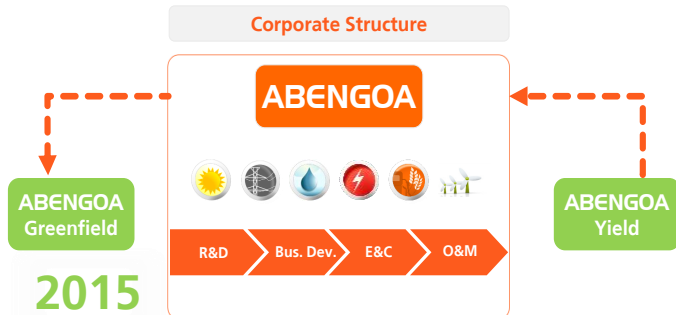 Corporate Structure
ABENGOA
ABENGOA
Greenfield
ABENGOA
Yield
R&D
Bus. Dev.
E&C
O&M
2015